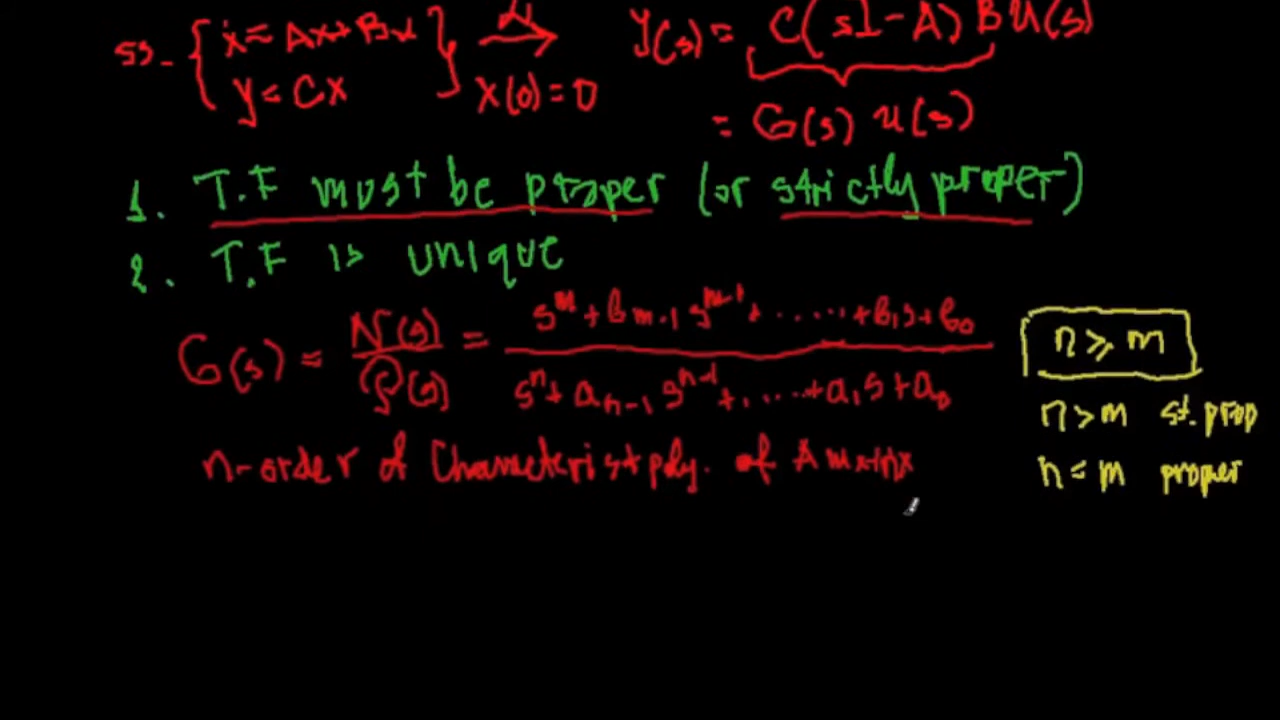 ss - { ẋ = Ax + Bu } ℒ→ Y(s) = C(sI - A) B U(s)
y = Cx X(0) = 0
= G(s) u(s)
1. T.F must be proper (or strictly proper)
2. T.F is unique
G(s) = N(s)/P(s) = s^m + b_{m-1} s^{m-1} + ..... + b_1 s + b_0 / s^n + a_{n-1} s^{n-1} + ..... + a_1 s + a_0
n ≥ m
n > m st. prop
n = m proper
n-order of Characterist ply. of A matrix